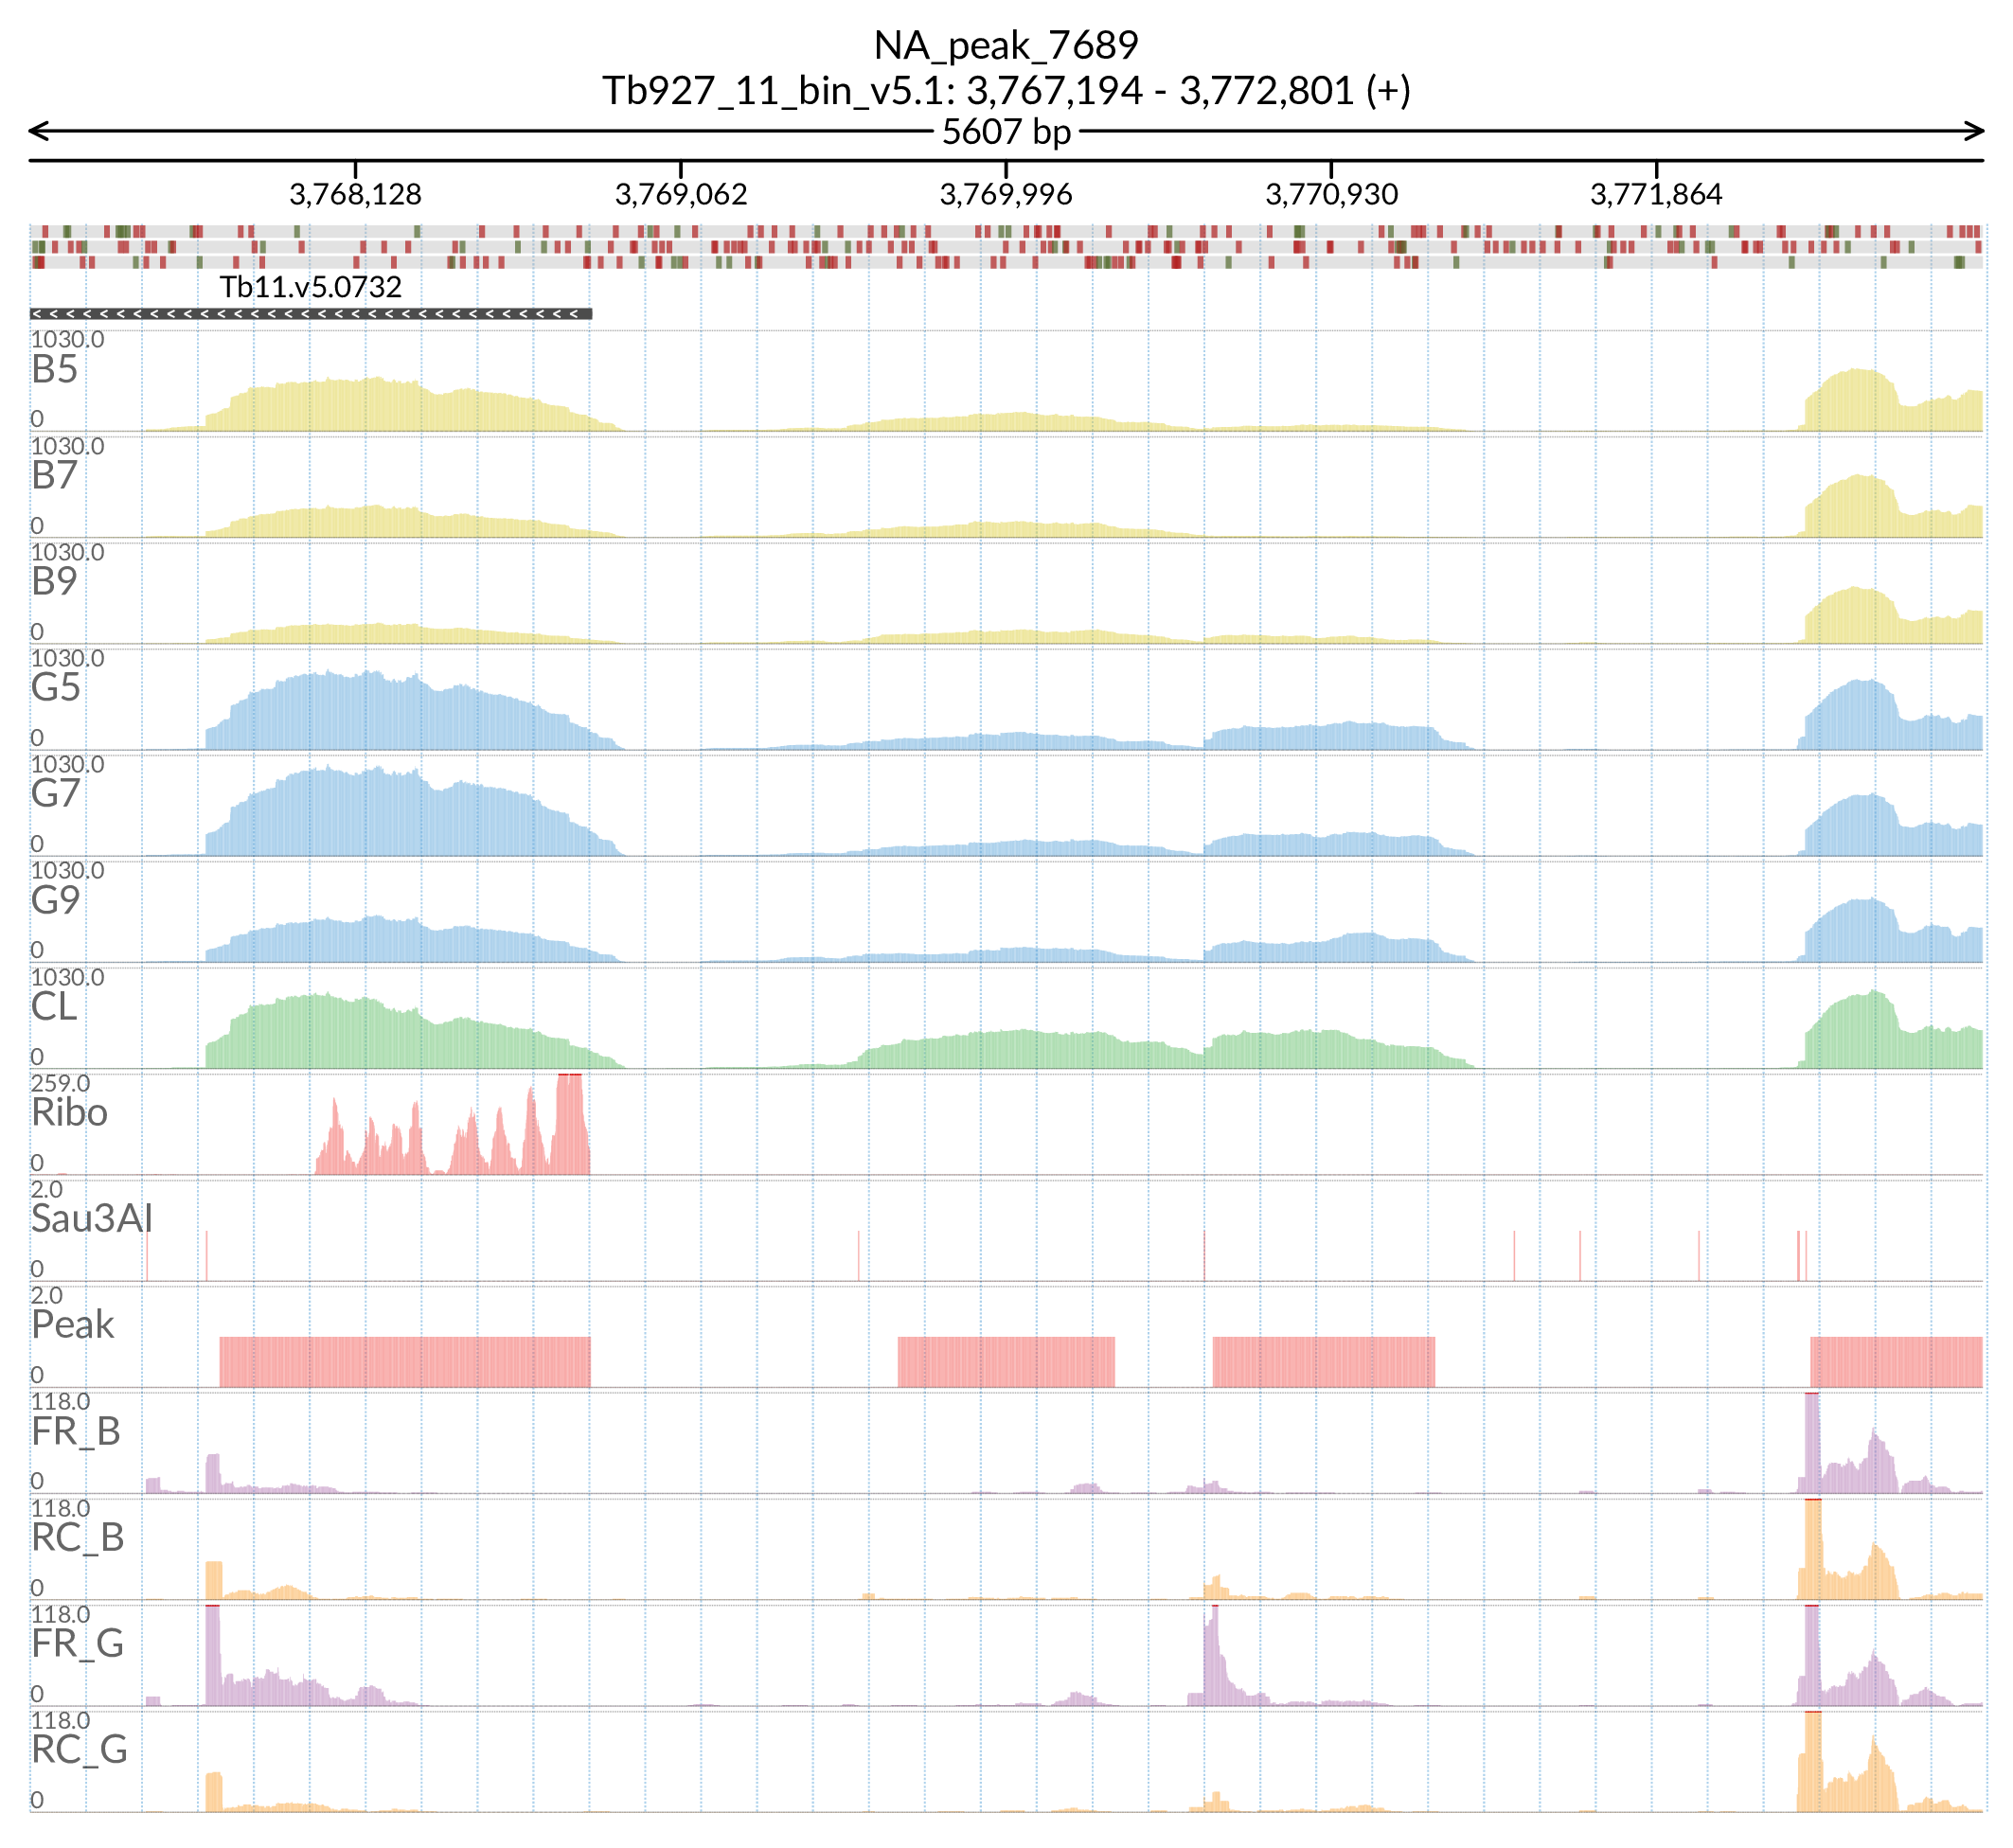 NA_peak_7689
Tb927_11_bin_v5.1: 3,767,194 - 3,772,801 (+)
5607 bp
3,768,128 3,769,062 3,769,996 3,770,930 3,771,864
Tb11.v5.0732
1030.0
B5
0
1030.0
B7
0
1030.0
B9
0
1030.0
G5
0
1030.0
G7
0
1030.0
G9
0
1030.0
CL
0
259.0
Ribo
0
2.0
Sau3AI
0
2.0
Peak
0
118.0
FR_B
0
118.0
RC_B
0
118.0
FR_G
0
118.0
RC_G
0